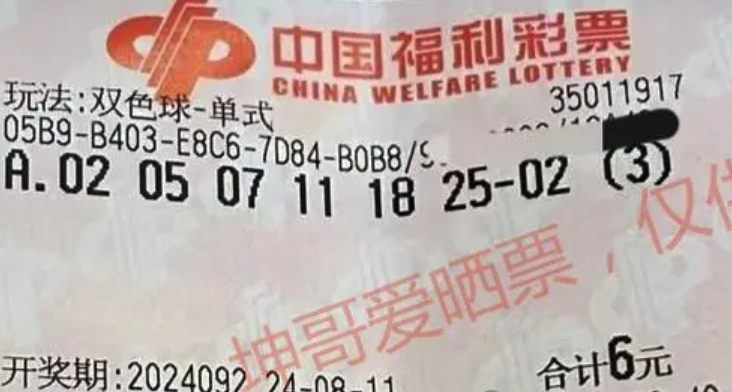 中国福利彩票
CHINA WELFARE LOTTERY
玩法:双色球-单式
35011917
05B9-B403-E8C6-7D84-B0B8/
A.02 05 07 11 18 25-02 (3)
坤哥爱晒票，仅
开奖期:2024092 24-08-11
合计6元